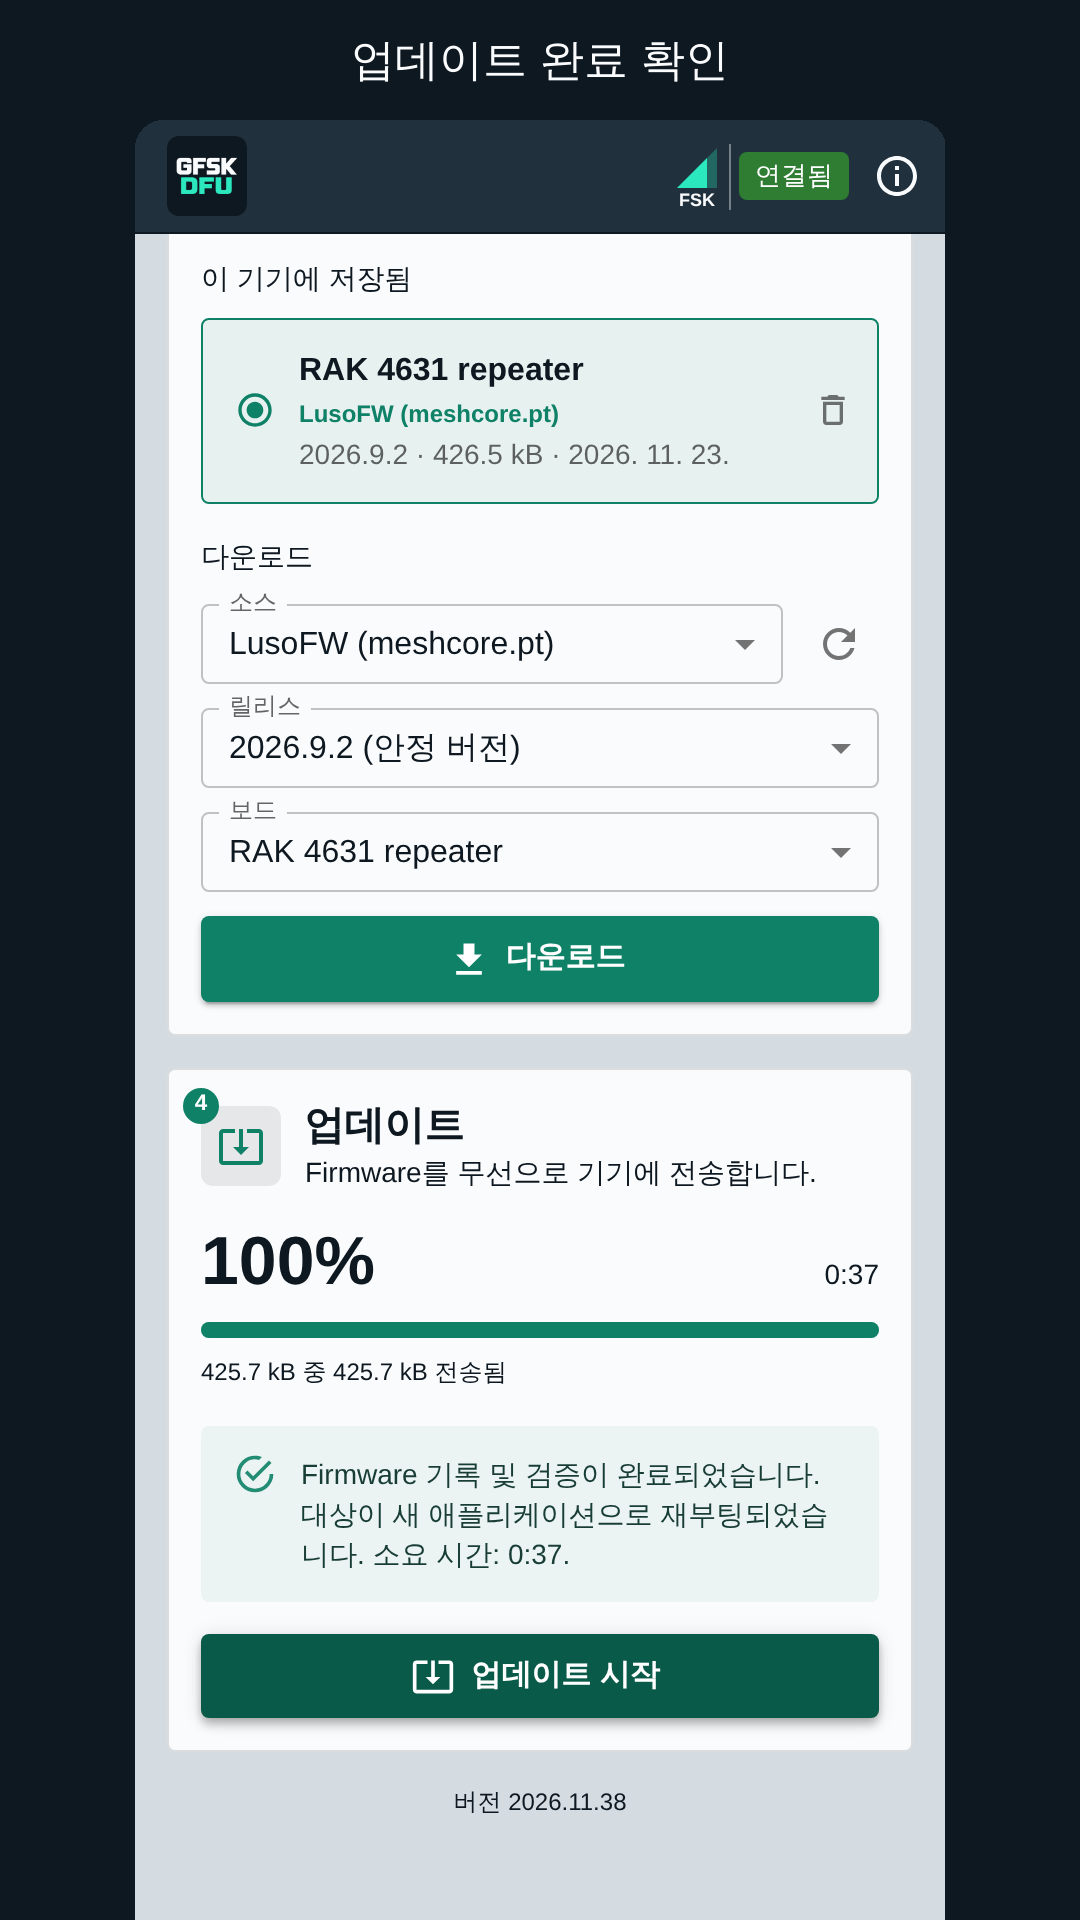 업데이트 완료 확인
GFSK
DFU
FSK
연결됨
이 기기에 저장됨
RAK 4631 repeater
LusoFW (meshcore.pt)
2026.9.2 · 426.5 kB · 2026. 11. 23.
다운로드
소스
LusoFW (meshcore.pt)
릴리스
2026.9.2 (안정 버전)
보드
RAK 4631 repeater
다운로드
4
업데이트
Firmware를 무선으로 기기에 전송합니다.
100%
0:37
425.7 kB 중 425.7 kB 전송됨
Firmware 기록 및 검증이 완료되었습니다.
대상이 새 애플리케이션으로 재부팅되었습
니다. 소요 시간: 0:37.
업데이트 시작
버전 2026.11.38